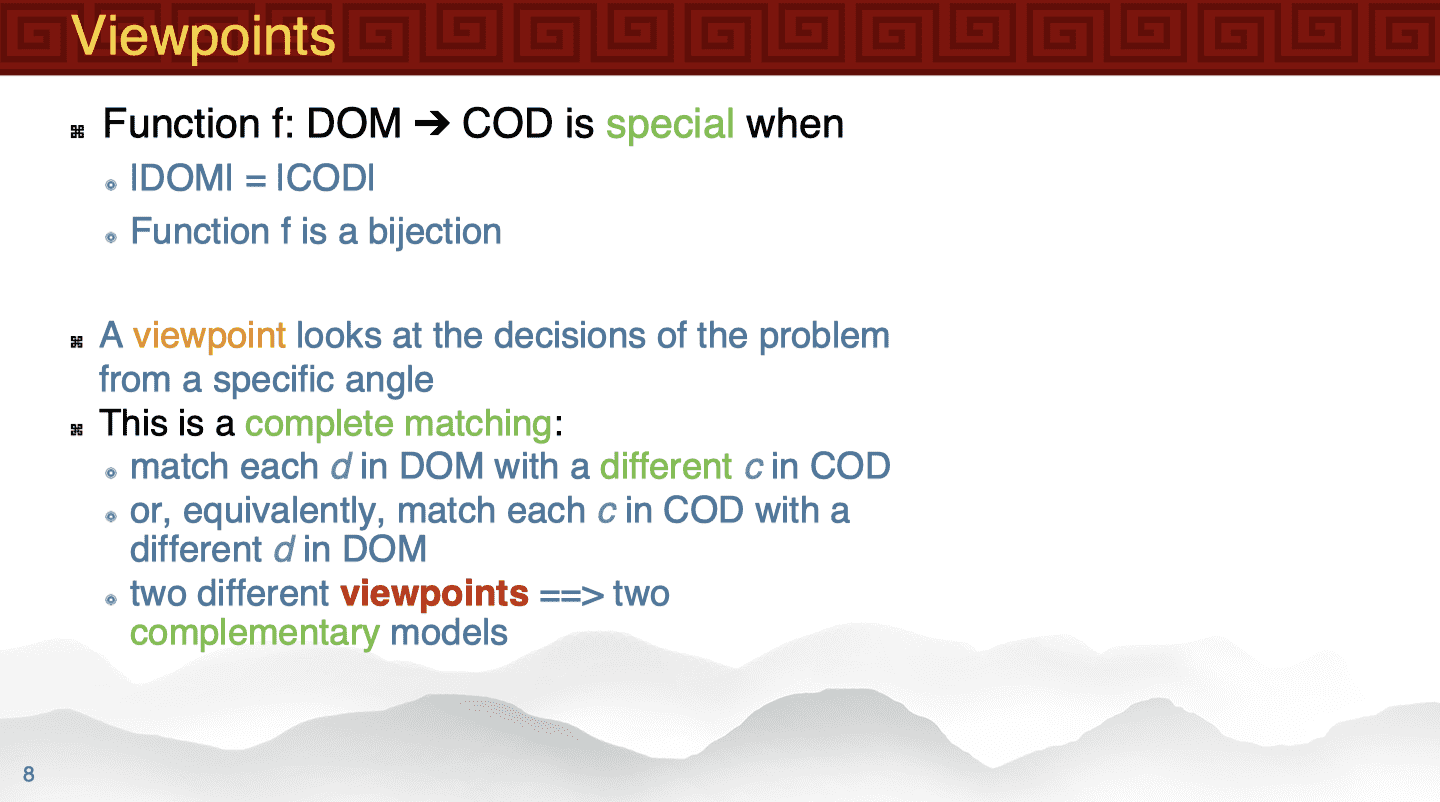 Viewpoints
⌘ Function f: DOM ➔ COD is special when
|DOM| = |COD|
Function f is a bijection
⌘ A viewpoint looks at the decisions of the problem
from a specific angle
⌘ This is a complete matching:
match each d in DOM with a different c in COD
or, equivalently, match each c in COD with a
different d in DOM
two different viewpoints ==> two
complementary models
8